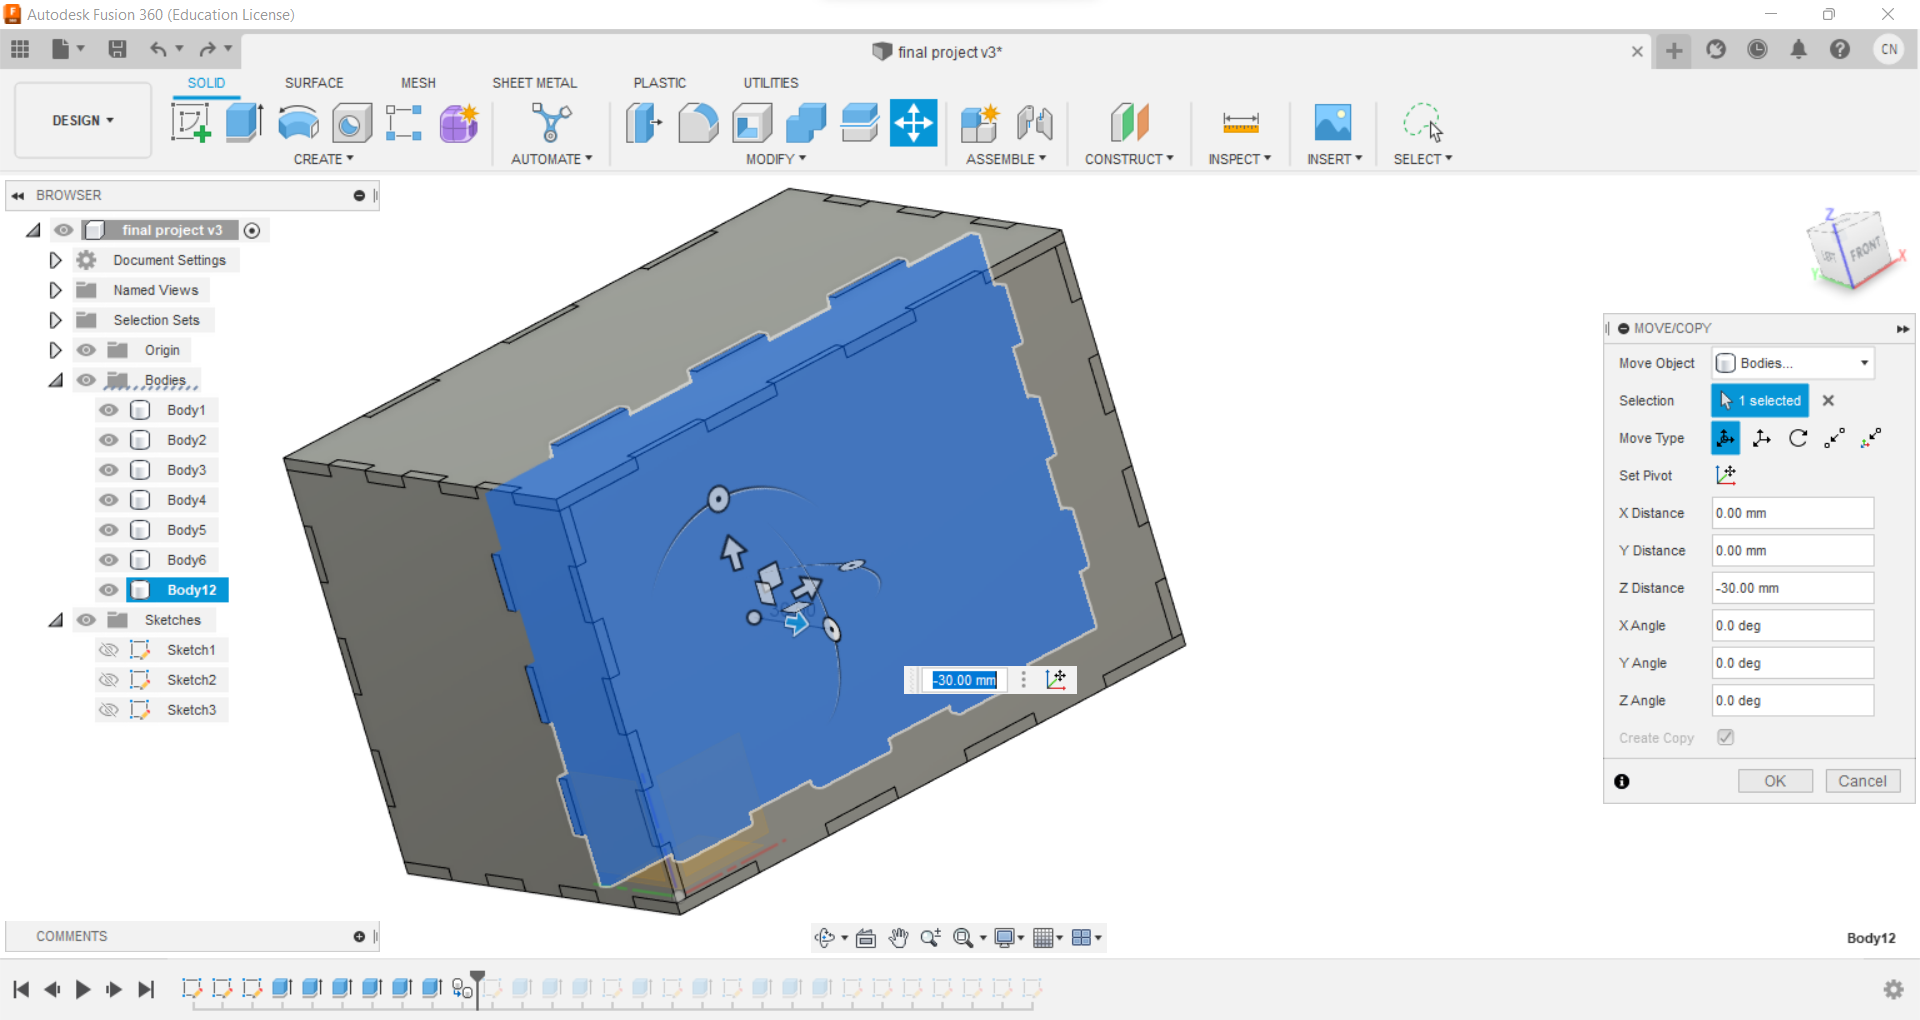 Autodesk Fusion 360 (Education License)
final project v3*
CN
DESIGN
SOLID
SURFACE
MESH
SHEET METAL
PLASTIC
UTILITIES
CREATE
AUTOMATE
MODIFY
ASSEMBLE
CONSTRUCT
INSPECT
INSERT
SELECT
BROWSER
final project v3
Document Settings
Named Views
Selection Sets
Origin
Bodies
Body1
Body2
Body3
Body4
Body5
Body6
Body12
Sketches
Sketch1
Sketch2
Sketch3
Z
LEFT
FRONT
X
Y
-30.00 mm
MOVE/COPY
Move Object Bodies...
Selection 1 selected
Move Type
Set Pivot
X Distance 0.00 mm
Y Distance 0.00 mm
Z Distance -30.00 mm
X Angle 0.0 deg
Y Angle 0.0 deg
Z Angle 0.0 deg
Create Copy
OK Cancel
COMMENTS
Body12